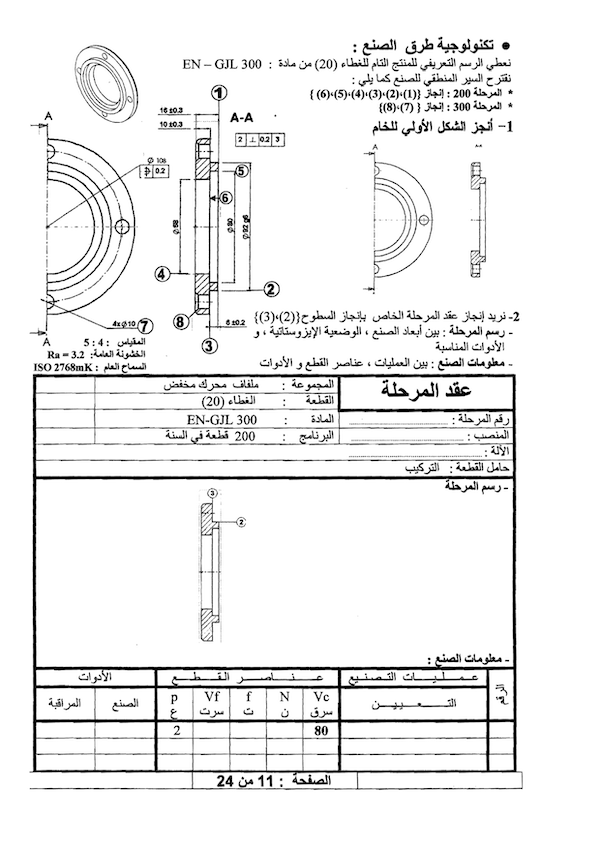 ● تكنولوجية طرق الصنع :
نعطي الرسم التعريفي للمنتج التام للغطاء (20) من مادة : EN – GJL 300
نقترح السير المنطقي للصنع كما يلي :
* المرحلة 200 : إنجاز {(1)،(2)،(3)،(4)،(5)،(6)}
* المرحلة 300 : إنجاز { (7)،(8)}
1- أنجز الشكل الأولي للخام
A
A-A
1
16 ±0.3
10 ±0.3
2 ⊥ 0.2 3
Ø 108
0.2
5
6
Ø 68
Ø 80
Ø 92 g6
4
2
4x Ø 10
7
8
3
6 ±0.2
A
A
A
المقياس : 4 : 5
الخشونة العامة: Ra = 3.2
السماح العام : ISO 2768mK
2- نريد إنجاز عقد المرحلة الخاص بإنجاز السطوح{(2)،(3)}
- رسم المرحلة : بين أبعاد الصنع ، الوضعية الإيزوستاتية ، و
الأدوات المناسبة
- معلومات الصنع : بين العمليات ، عناصر القطع و الأدوات
عقد المرحلة
المجموعة : ملفاف محرك مخفض
القطعة : الغطاء (20)
رقم المرحلة :
المادة : EN-GJL 300
المنصب :
البرنامج : 200 قطعة في السنة
الآلة :
حامل القطعة : التركيب
- رسم المرحلة
3
2
- معلومات الصنع :
الرقم
عمليات التصنيع
عناصر القطع
الأدوات
التعيين
Vc سرق
N ن
f ت
Vf سرت
p ع
الصنع
المراقبة
80
2
الصفحة : 11 من 24